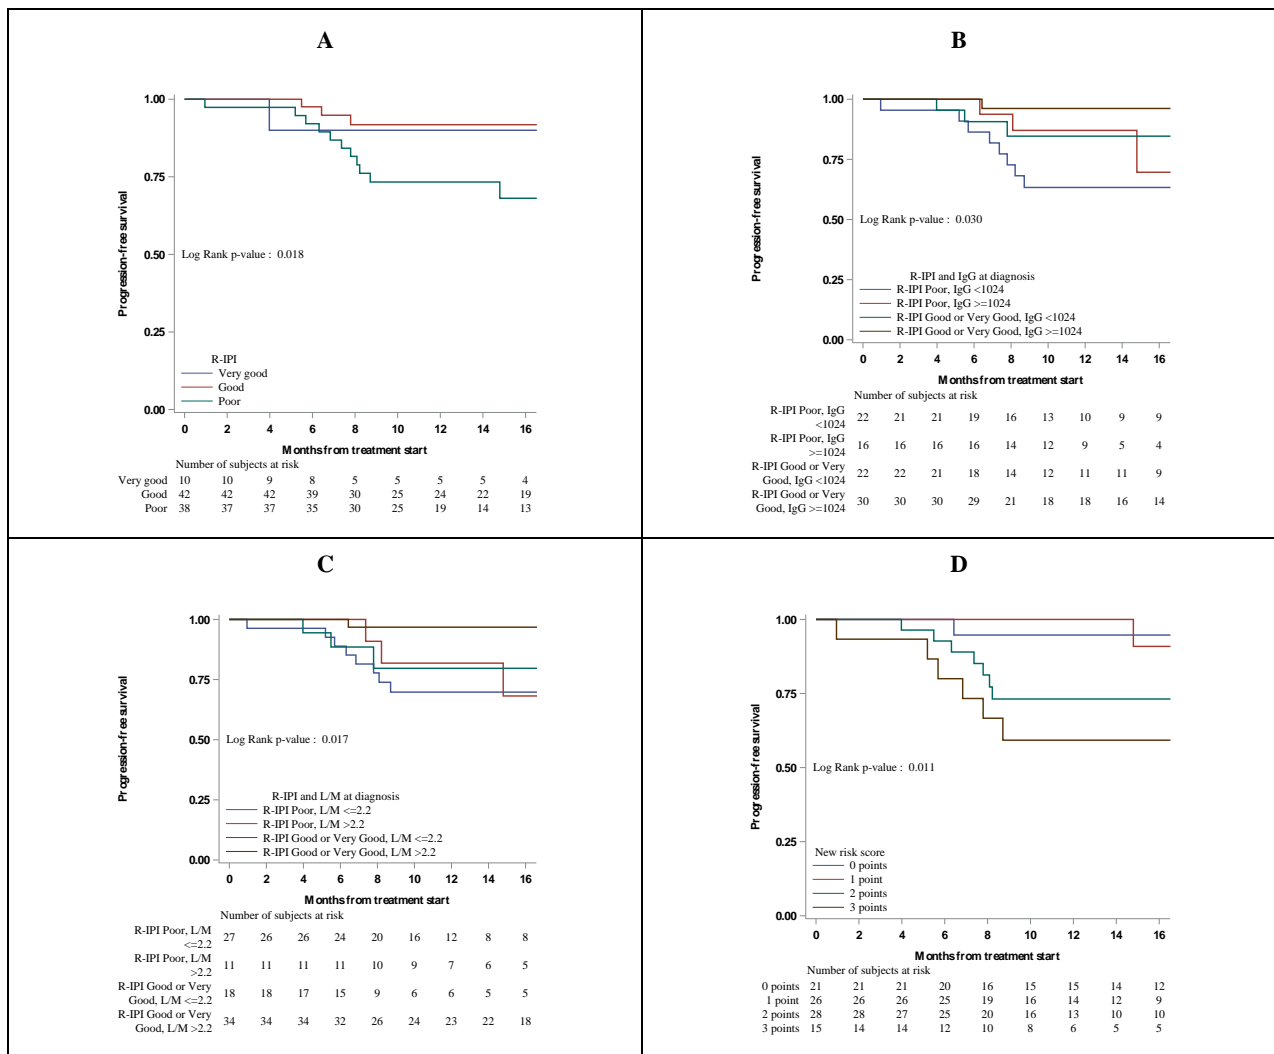 A
1.00
0.75
0.50
0.25
0.00
Progression-free survival
Log Rank p-value : 0.018
R-IPI
Very good
Good
Poor
0 2 4 6 8 10 12 14 16
Months from treatment start
Number of subjects at risk
Very good 10 10 9 8 5 5 5 5 4
Good 42 42 42 39 30 25 24 22 19
Poor 38 37 37 35 30 25 19 14 13
B
1.00
0.75
0.50
0.25
0.00
Progression-free survival
Log Rank p-value : 0.030
R-IPI and IgG at diagnosis
R-IPI Poor, IgG <1024
R-IPI Poor, IgG >=1024
R-IPI Good or Very Good, IgG <1024
R-IPI Good or Very Good, IgG >=1024
0 2 4 6 8 10 12 14 16
Months from treatment start
Number of subjects at risk
R-IPI Poor, IgG
<1024 22 21 21 19 16 13 10 9 9
R-IPI Poor, IgG
>=1024 16 16 16 16 14 12 9 5 4
R-IPI Good or Very
Good, IgG <1024 22 22 21 18 14 12 11 11 9
R-IPI Good or Very
Good, IgG >=1024 30 30 30 29 21 18 18 16 14
C
1.00
0.75
0.50
0.25
0.00
Progression-free survival
Log Rank p-value : 0.017
R-IPI and L/M at diagnosis
R-IPI Poor, L/M <=2.2
R-IPI Poor, L/M >2.2
R-IPI Good or Very Good, L/M <=2.2
R-IPI Good or Very Good, L/M >2.2
0 2 4 6 8 10 12 14 16
Months from treatment start
Number of subjects at risk
R-IPI Poor, L/M
<=2.2 27 26 26 24 20 16 12 8 8
R-IPI Poor, L/M
>2.2 11 11 11 11 10 9 7 6 5
R-IPI Good or Very
Good, L/M <=2.2 18 18 17 15 9 6 6 5 5
R-IPI Good or Very
Good, L/M >2.2 34 34 34 32 26 24 23 22 18
D
1.00
0.75
0.50
0.25
0.00
Progression-free survival
Log Rank p-value : 0.011
New risk score
0 points
1 point
2 points
3 points
0 2 4 6 8 10 12 14 16
Months from treatment start
Number of subjects at risk
0 points 21 21 21 20 16 15 15 14 12
1 point 26 26 26 25 19 16 14 12 9
2 points 28 28 27 25 20 16 13 10 10
3 points 15 14 14 12 10 8 6 5 5